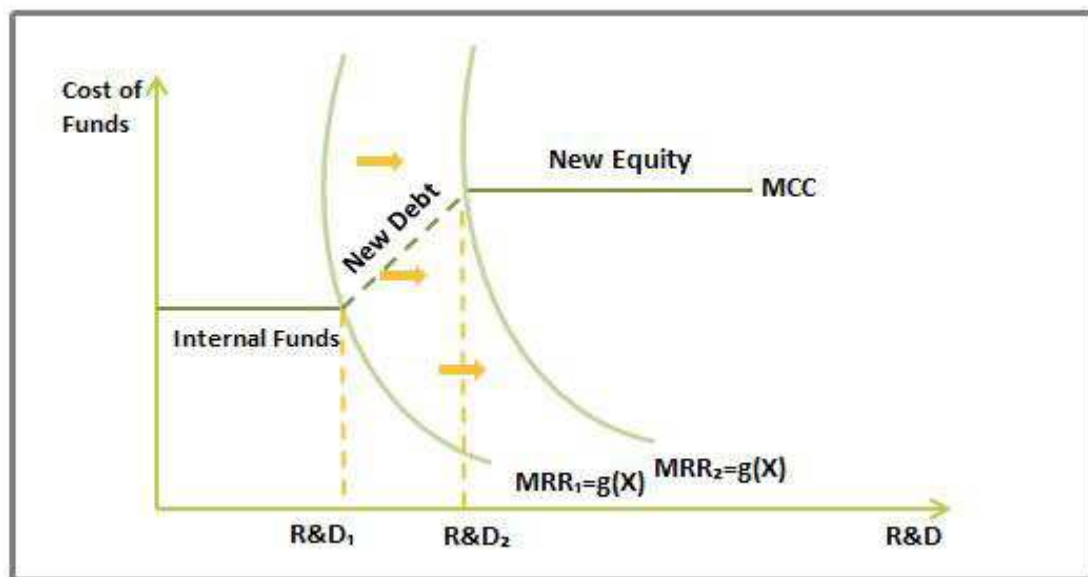 Cost of
Funds
New Equity
MCC
New Debt
Internal Funds
MRR₁=g(X)
MRR₂=g(X)
R&D₁
R&D₂
R&D